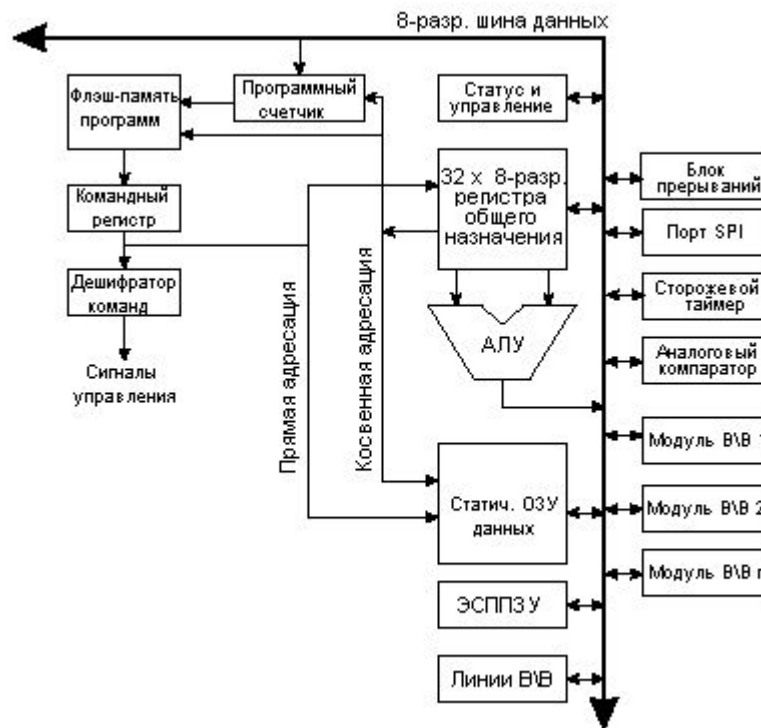 8-разр. шина данных
Флэш-память
программ
Программный
счетчик
Статус и
управление
Командный
регистр
32 x 8-разр.
регистра
общего
назначения
Блок
прерываний
Порт SPI
Дешифратор
команд
Сторожевой
таймер
АЛУ
Аналоговый
компаратор
Сигналы
управления
Прямая адресация
Косвенная адресация
Модуль В\В 1
Статич. ОЗУ
данных
Модуль В\В 2
Модуль В\В
ЭСППЗУ
Линии В\В